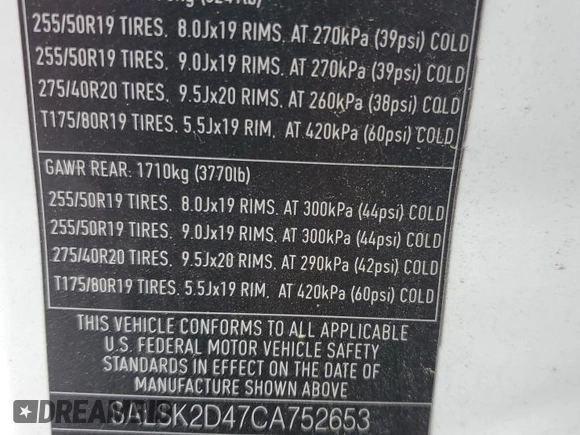 255/50R19 TIRES. 8.0Jx19 RIMS. AT 270kPa (39psi) COLD
255/50R19 TIRES. 9.0Jx19 RIMS. AT 270kPa (39psi) COLD
275/40R20 TIRES. 9.5Jx20 RIMS. AT 260kPa (38psi) COLD
T175/80R19 TIRES. 5.5Jx19 RIM. AT 420kPa (60psi) COLD
GAWR REAR: 1710kg (3770lb)
255/50R19 TIRES. 8.0Jx19 RIMS. AT 300kPa (44psi) COLD
255/50R19 TIRES. 9.0Jx19 RIMS. AT 300kPa (44psi) COLD
275/40R20 TIRES. 9.5Jx20 RIMS. AT 290kPa (42psi) COLD
T175/80R19 TIRES. 5.5Jx19 RIM. AT 420kPa (60psi) COLD
THIS VEHICLE CONFORMS TO ALL APPLICABLE
U.S. FEDERAL MOTOR VEHICLE SAFETY
STANDARDS IN EFFECT ON THE DATE OF
MANUFACTURE SHOWN ABOVE
DREAMBIDS